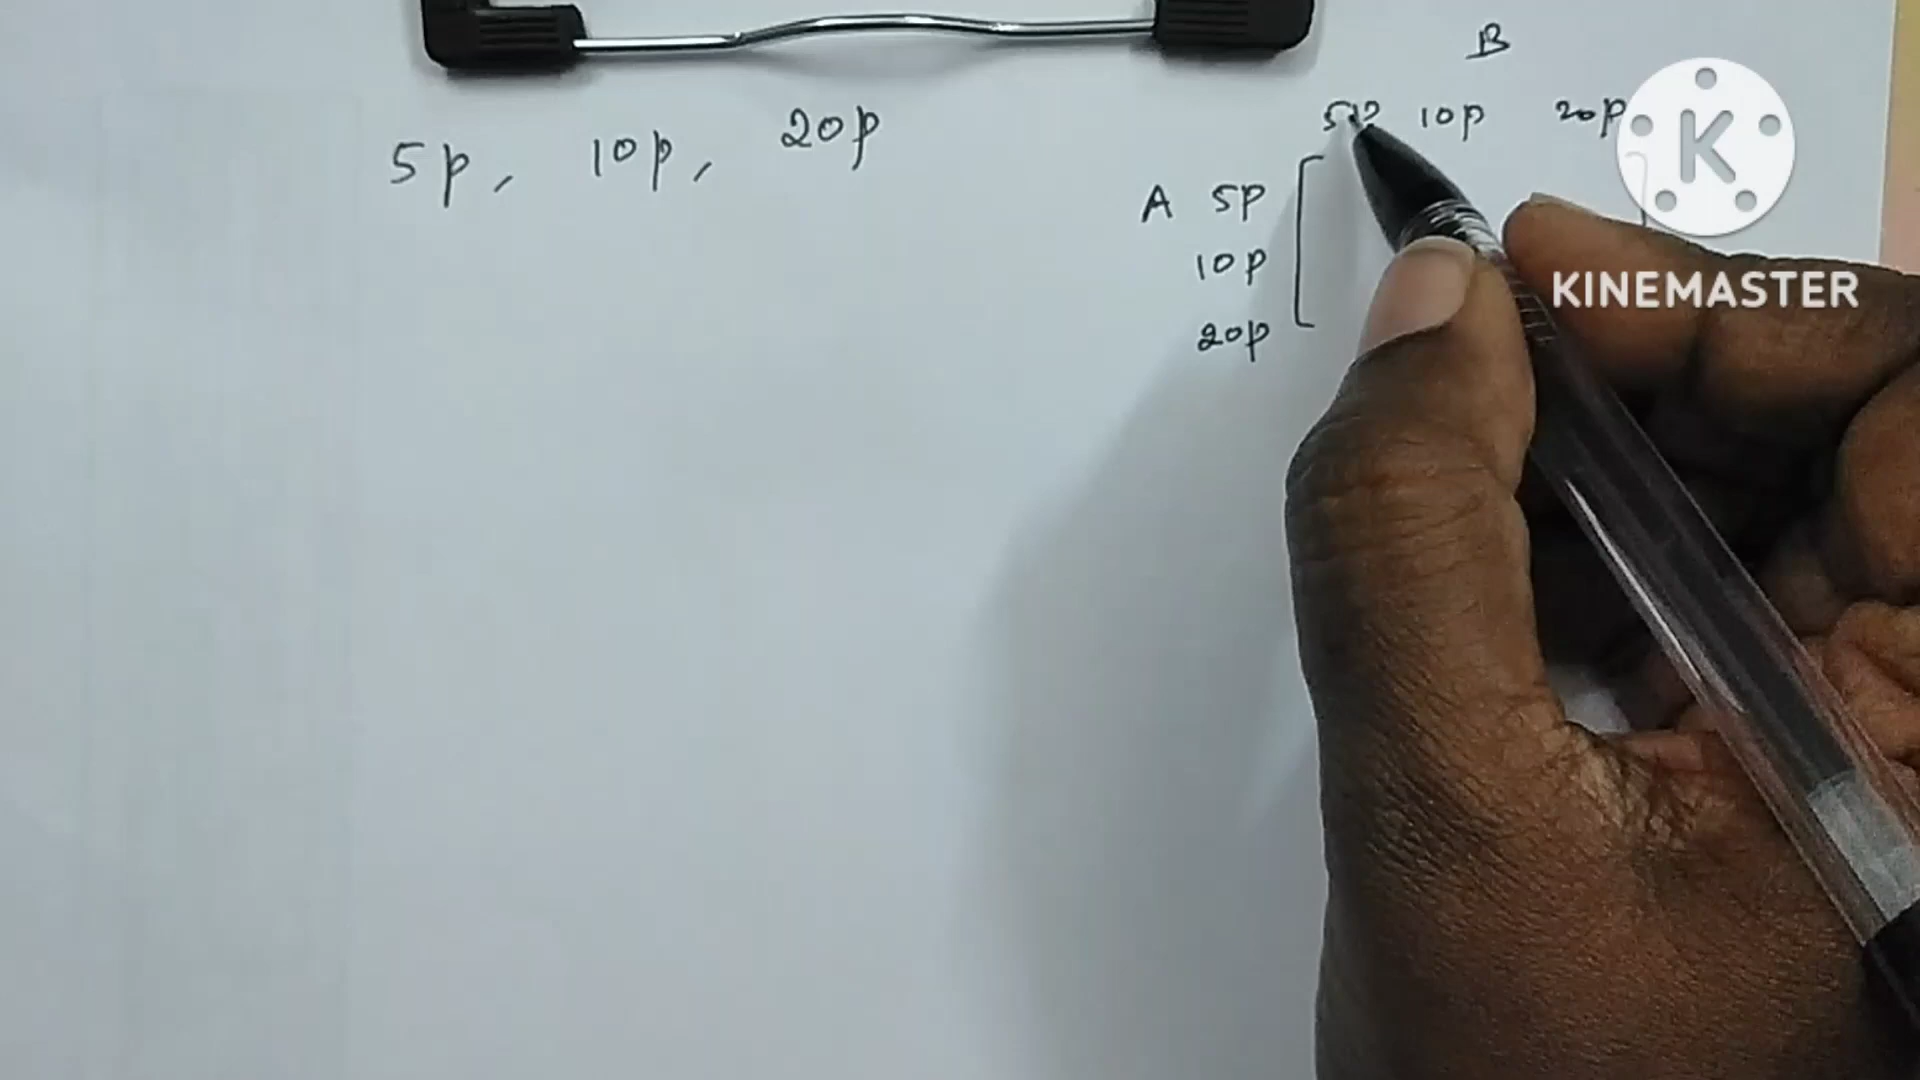 5p, 10p, 20p
B
5p 10p 20p
A 5p
10p
20p
K
KINEMASTER